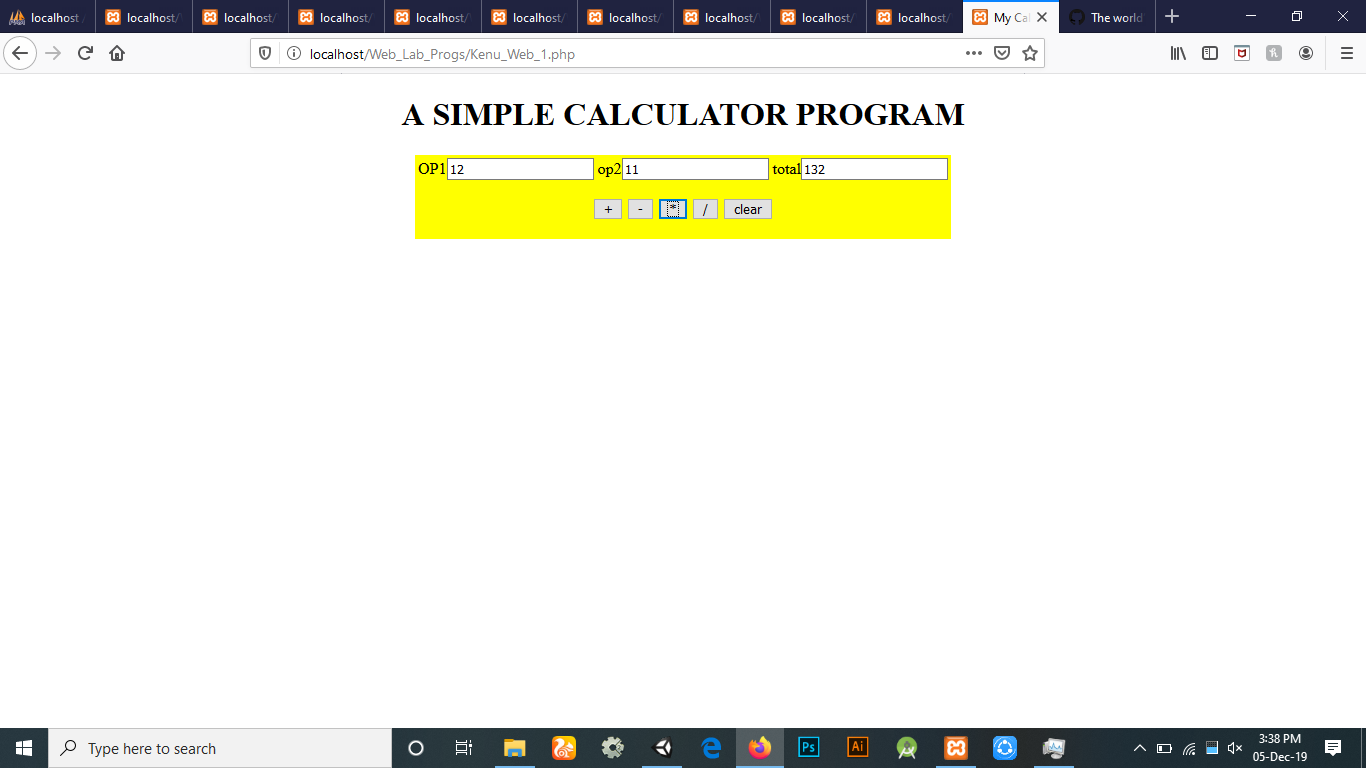 localhost localhost/ localhost/ localhost/ localhost/ localhost/ localhost/ localhost/ localhost/ localhost/ My Cal The world
localhost/Web_Lab_Progs/Kenu_Web_1.php
A SIMPLE CALCULATOR PROGRAM
OP1 12 op2 11 total 132
+ - * / clear
Type here to search
Ps Ai
3:38 PM
05-Dec-19